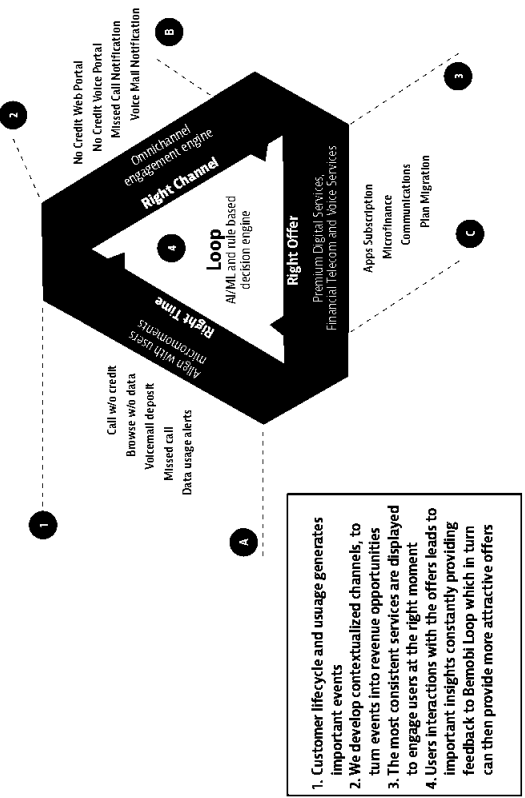 1
2
A
B
Call w/o credit
Browse w/o data
Voicemail deposit
Missed call
Data usage alerts
Align with users
micromoments
Right Time
No Credit Web Portal
No Credit Voice Portal
Missed Call Notification
Voice Mail Notification
Omnichannel
engagement engine
Right Channel
4
Loop
AI/ML and rule based
decision engine
Right Offer
Premium Digital Services,
Financial Telecom and Voice Services
Apps Subscription
Microfinance
Communications
Plan Migration
C
3
1. Customer lifecycle and usuage generates
important events
2. We develop contextualized channels, to
turn events into revenue opportunities
3. The most consistent services are displayed
to engage users at the right moment
4. Users interactions with the offers leads to
important insights constantly providing
feedback to Bemobi Loop which in turn
can then provide more attractive offers